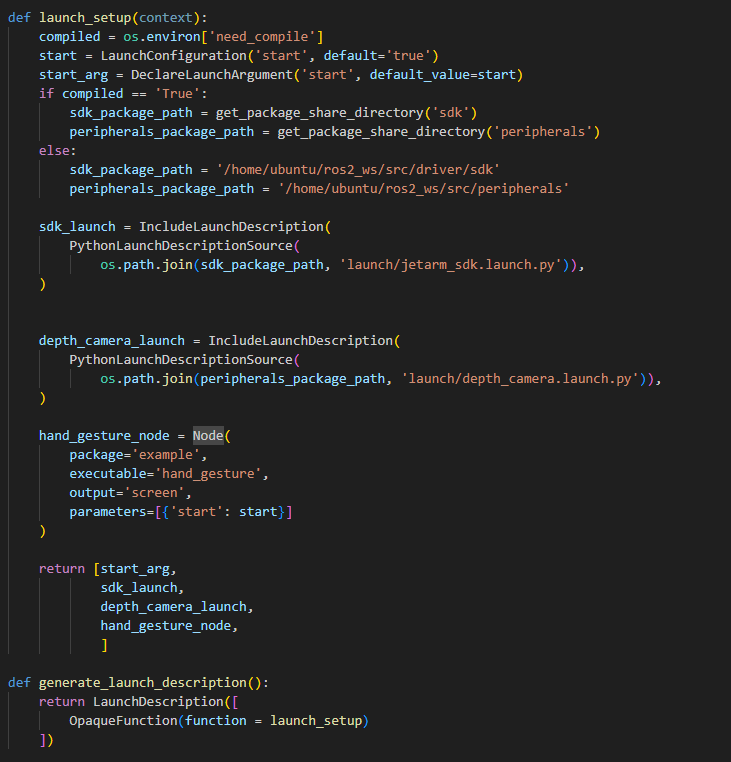 def launch_setup(context):
    compiled = os.environ['need_compile']
    start = LaunchConfiguration('start', default='true')
    start_arg = DeclareLaunchArgument('start', default_value=start)
    if compiled == 'True':
        sdk_package_path = get_package_share_directory('sdk')
        peripherals_package_path = get_package_share_directory('peripherals')
    else:
        sdk_package_path = '/home/ubuntu/ros2_ws/src/driver/sdk'
        peripherals_package_path = '/home/ubuntu/ros2_ws/src/peripherals'

    sdk_launch = IncludeLaunchDescription(
        PythonLaunchDescriptionSource(
            os.path.join(sdk_package_path, 'launch/jetarm_sdk.launch.py')),
    )


    depth_camera_launch = IncludeLaunchDescription(
        PythonLaunchDescriptionSource(
            os.path.join(peripherals_package_path, 'launch/depth_camera.launch.py')),
    )

    hand_gesture_node = Node(
        package='example',
        executable='hand_gesture',
        output='screen',
        parameters=[{'start': start}]
    )

    return [start_arg,
            sdk_launch,
            depth_camera_launch,
            hand_gesture_node,
            ]

def generate_launch_description():
    return LaunchDescription([
        OpaqueFunction(function = launch_setup)
    ])